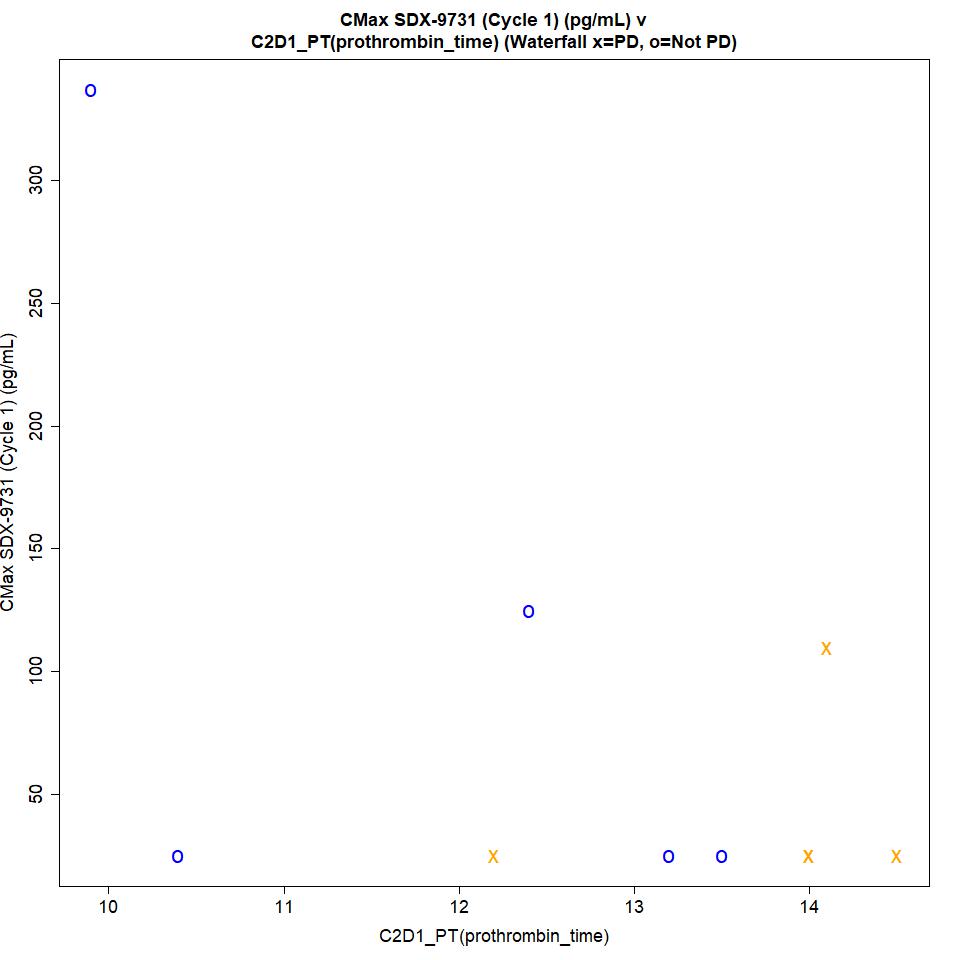 CMax SDX-9731 (Cycle 1) (pg/mL) v
C2D1_PT(prothrombin_time) (Waterfall x=PD, o=Not PD)
CMax SDX-9731 (Cycle 1) (pg/mL)
300
250
200
150
100
50
O
O
X
O
X
O
O
X
X
10 11 12 13 14
C2D1_PT(prothrombin_time)